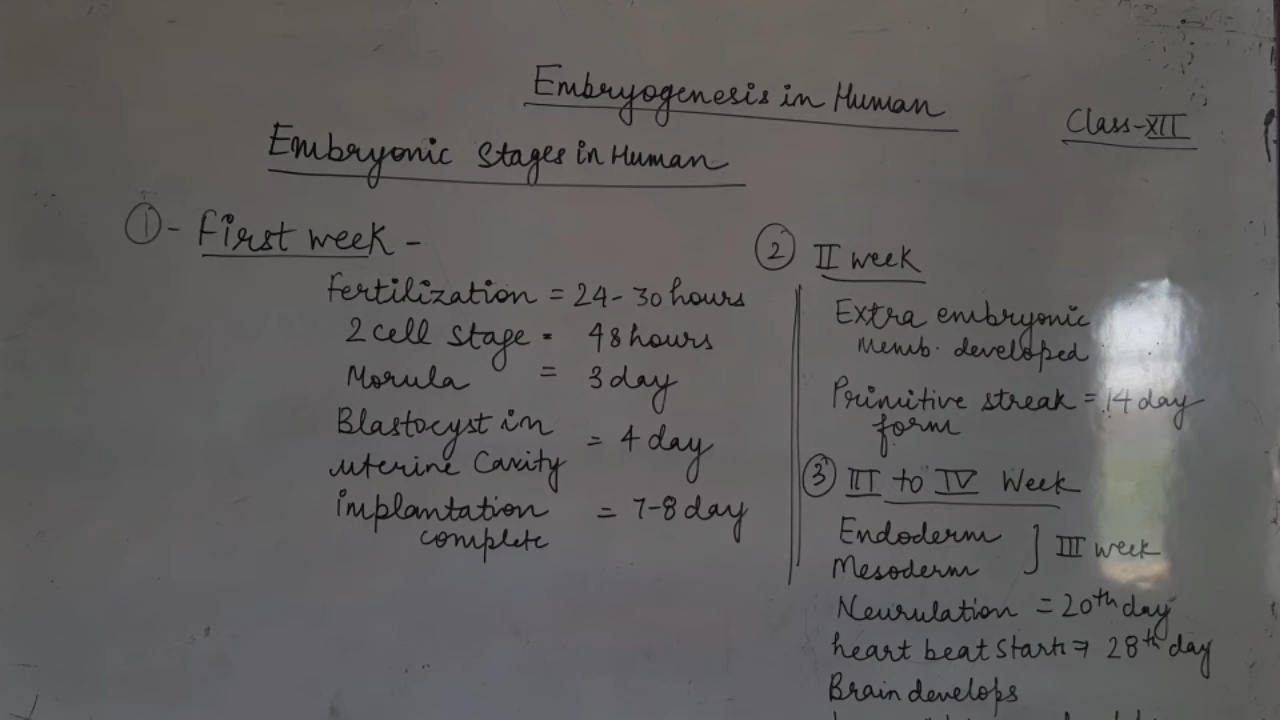 Embryogenesis in Human
Class-XII
Embryonic Stages in Human
① - First week -
Fertilization = 24-30 hours
2 cell stage = 48 hours
Morula = 3 day
Blastocyst in
uterine Cavity = 4 day
implantation = 7-8 day
complete
② II week
Extra embryonic
Memb. developed
Primitive streak = 14 day
form
③ III to IV Week
Endoderm
Mesoderm ] III week
Neurulation = 20th day
heart beat start ⇒ 28th day
Brain develops